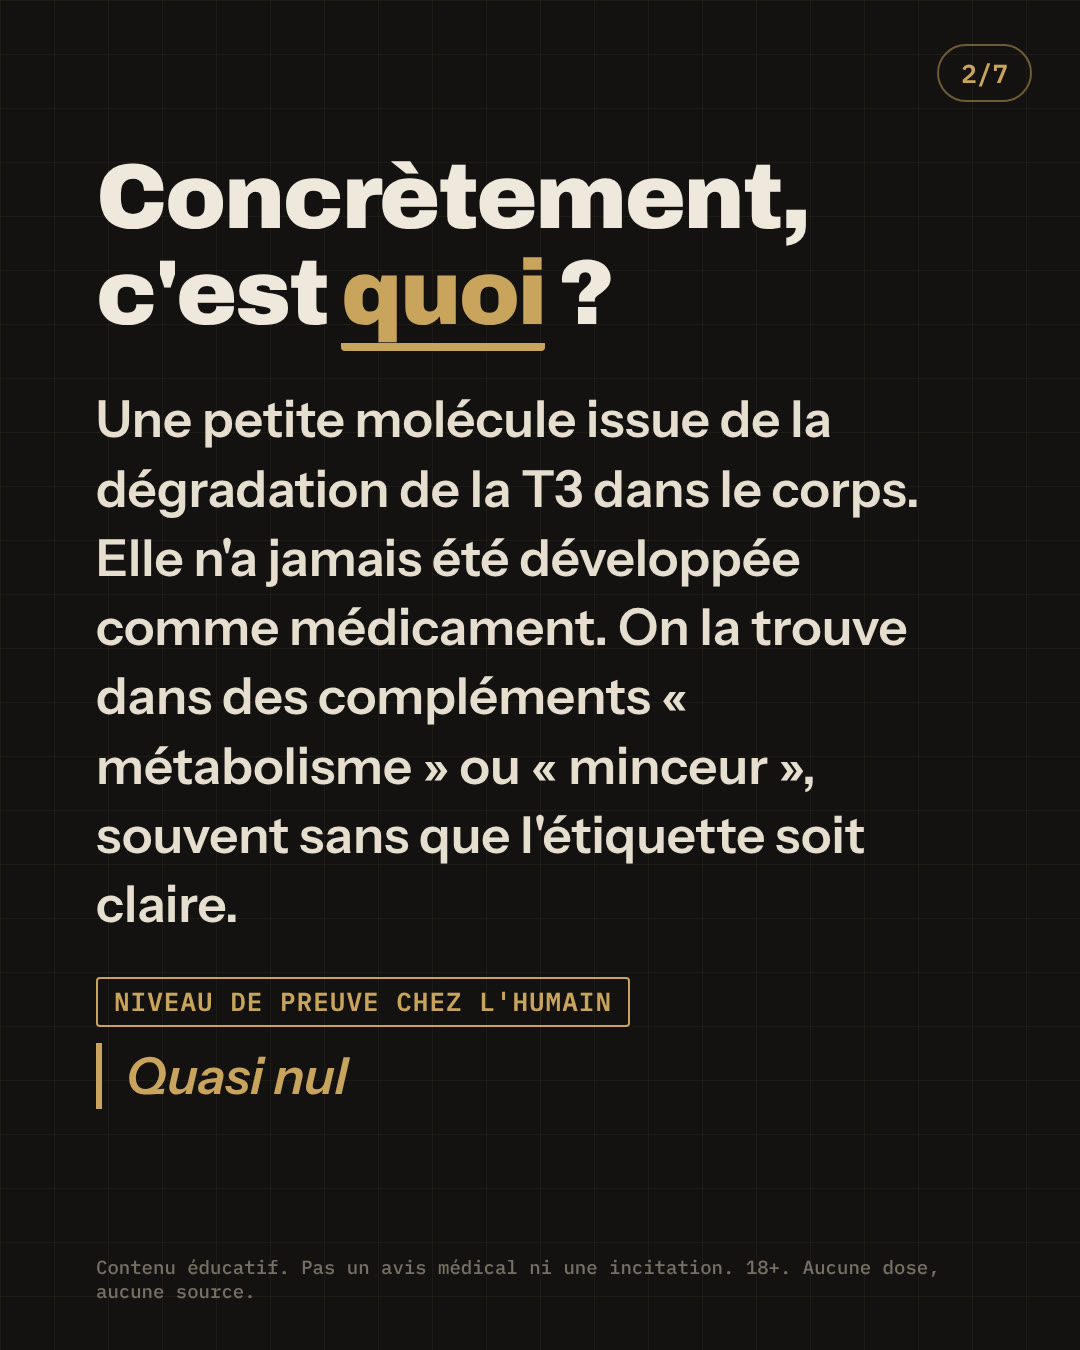 2/7
Concrètement,
c'est quoi ?
Une petite molécule issue de la
dégradation de la T3 dans le corps.
Elle n'a jamais été développée
comme médicament. On la trouve
dans des compléments «
métabolisme » ou « minceur »,
souvent sans que l'étiquette soit
claire.
NIVEAU DE PREUVE CHEZ L'HUMAIN
Quasi nul
Contenu éducatif. Pas un avis médical ni une incitation. 18+. Aucune dose,
aucune source.